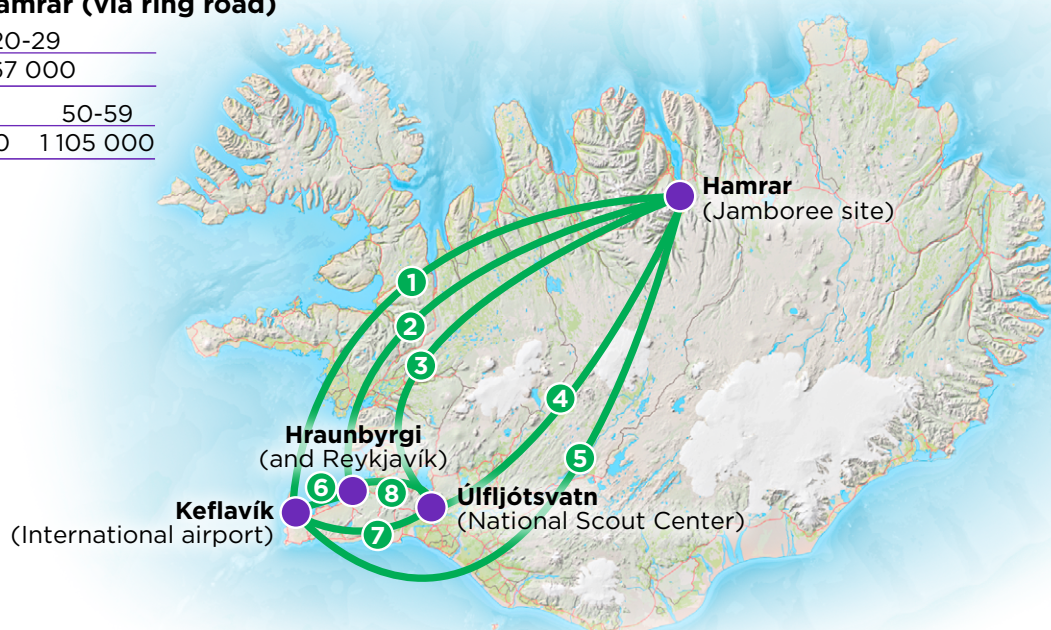 amrar (via ring road)
20-29
67 000
50-59
0 1 105 000
Hamrar
(Jamboree site)
1
2
3
4
5
Hraunbyrgi
(and Reykjavík)
6
8
Keflavík
(International airport)
Úlfljótsvatn
(National Scout Center)
7